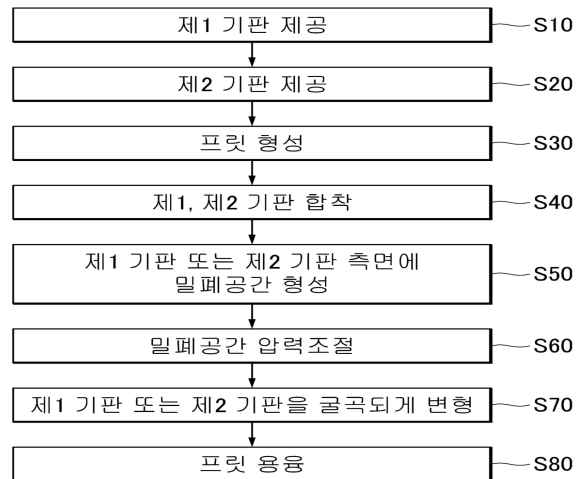 제1 기판 제공
S10
제2 기판 제공
S20
프릿 형성
S30
제1, 제2 기판 합착
S40
제1 기판 또는 제2 기판 측면에
밀폐공간 형성
S50
밀폐공간 압력조절
S60
제1 기판 또는 제2 기판을 굴곡되게 변형
S70
프릿 용융
S80